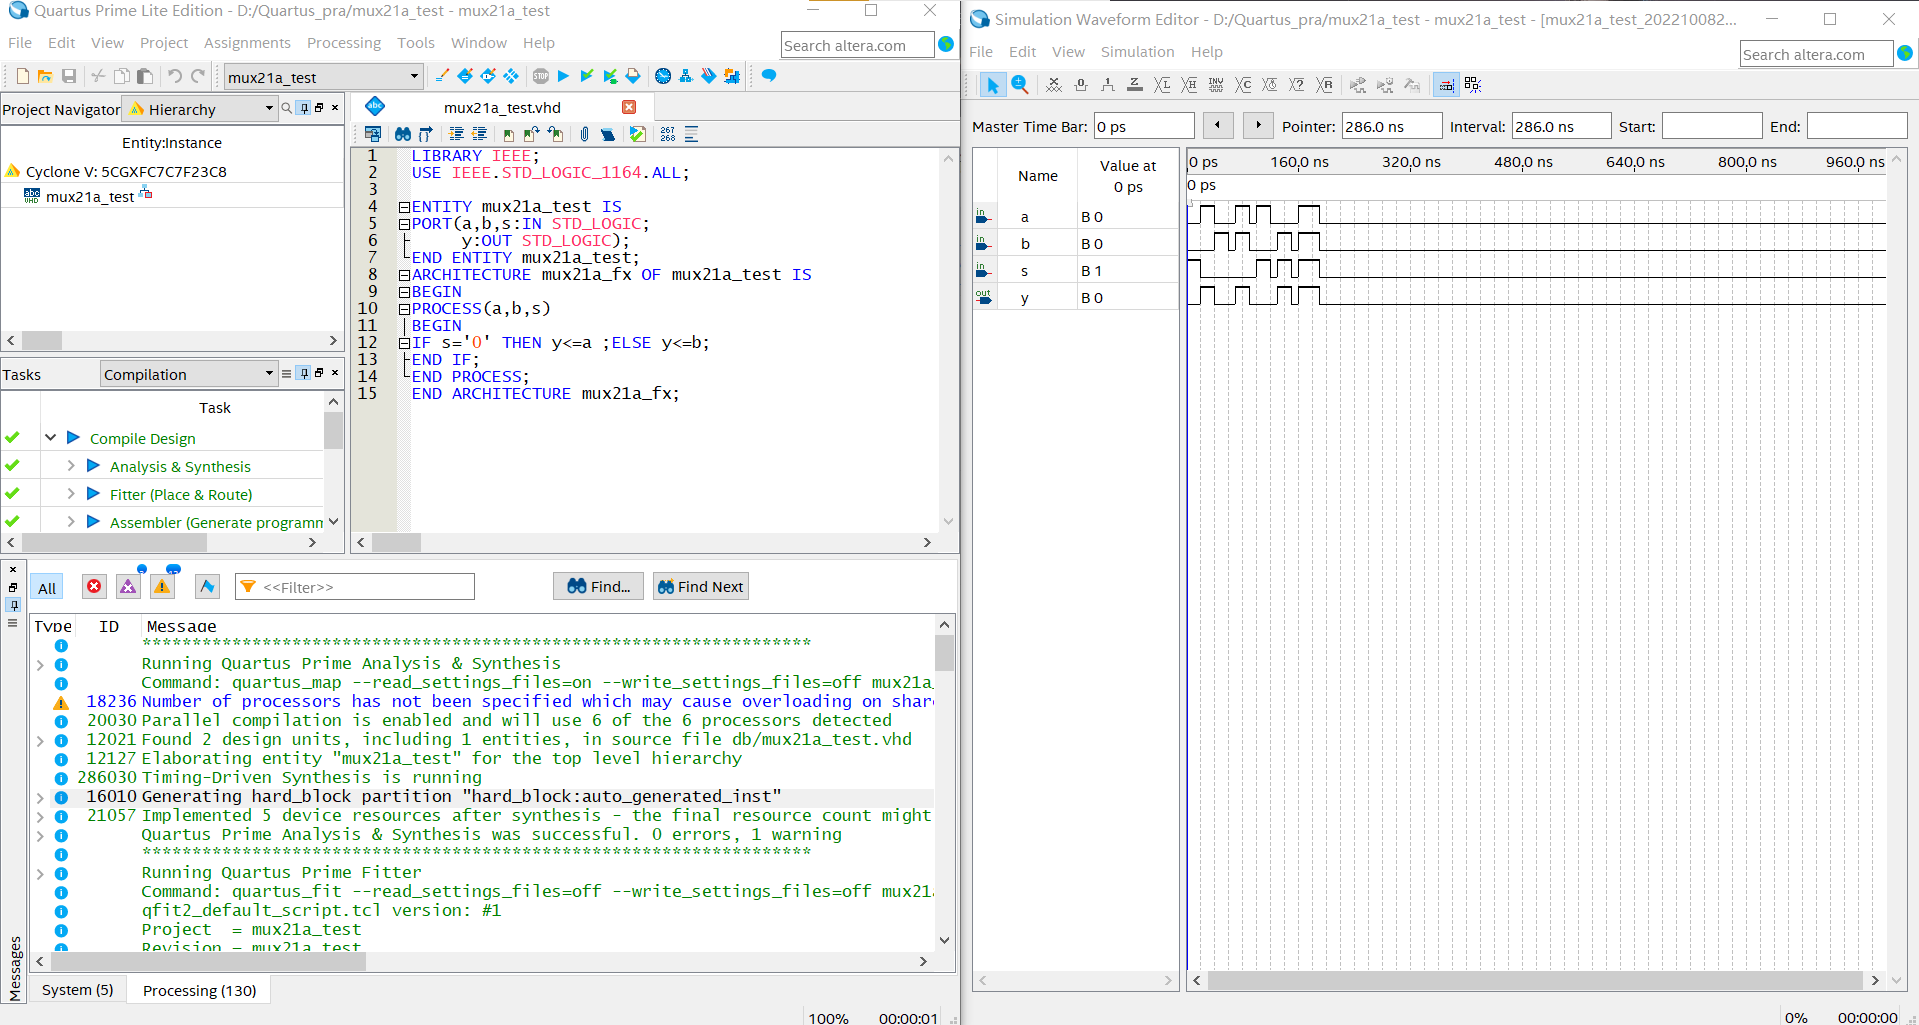 Quartus Prime Lite Edition - D:/Quartus_pra/mux21a_test - mux21a_test
File Edit View Project Assignments Processing Tools Window Help
Search altera.com
mux21a_test
Project Navigator Hierarchy
Entity:Instance
Cyclone V: 5CGXFC7C7F23C8
mux21a_test
Tasks Compilation
Task
Compile Design
Analysis & Synthesis
Fitter (Place & Route)
Assembler (Generate programm
mux21a_test.vhd
1 LIBRARY IEEE;
2 USE IEEE.STD_LOGIC_1164.ALL;
3
4 ENTITY mux21a_test IS
5 PORT(a,b,s:IN STD_LOGIC;
6 y:OUT STD_LOGIC);
7 END ENTITY mux21a_test;
8 ARCHITECTURE mux21a_fx OF mux21a_test IS
9 BEGIN
10 PROCESS(a,b,s)
11 BEGIN
12 IF s='0' THEN y<=a ;ELSE y<=b;
13 END IF;
14 END PROCESS;
15 END ARCHITECTURE mux21a_fx;
All <<Filter>> Find... Find Next
Type ID Message
*******************************************************************
Running Quartus Prime Analysis & Synthesis
Command: quartus_map --read_settings_files=on --write_settings_files=off mux21a_
18236 Number of processors has not been specified which may cause overloading on shar
20030 Parallel compilation is enabled and will use 6 of the 6 processors detected
12021 Found 2 design units, including 1 entities, in source file db/mux21a_test.vhd
12127 Elaborating entity "mux21a_test" for the top level hierarchy
286030 Timing-Driven Synthesis is running
16010 Generating hard_block partition "hard_block:auto_generated_inst"
21057 Implemented 5 device resources after synthesis - the final resource count might
Quartus Prime Analysis & Synthesis was successful. 0 errors, 1 warning
*******************************************************************
Running Quartus Prime Fitter
Command: quartus_fit --read_settings_files=off --write_settings_files=off mux21a
qfit2_default_script.tcl version: #1
Project = mux21a_test
Revision = mux21a_test
Messages
System (5) Processing (130)
100% 00:00:01
Simulation Waveform Editor - D:/Quartus_pra/mux21a_test - mux21a_test - [mux21a_test_202210082...
File Edit View Simulation Help
Search altera.com
Master Time Bar: 0 ps Pointer: 286.0 ns Interval: 286.0 ns Start: End:
Name Value at 0 ps
0 ps 160.0 ns 320.0 ns 480.0 ns 640.0 ns 800.0 ns 960.0 ns
0 ps
in a B 0
in b B 0
in s B 1
out y B 0
0% 00:00:00